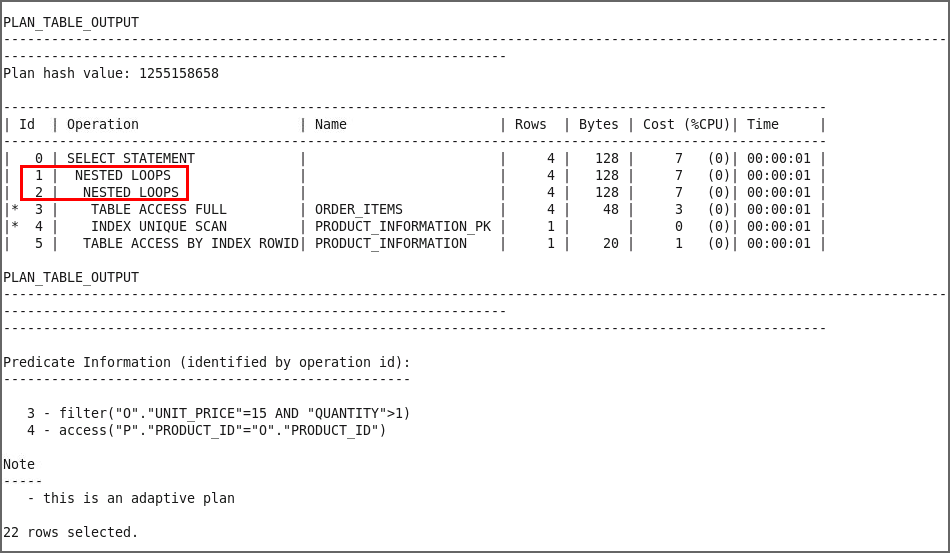 PLAN_TABLE_OUTPUT
----------------------------------------------------------------------------------------------------------------------
---------------------------------------------------------------
Plan hash value: 1255158658
-------------------------------------------------------------------------------------------------------
| Id  | Operation                    | Name                   | Rows  | Bytes | Cost (%CPU)| Time     |
-------------------------------------------------------------------------------------------------------
|   0 | SELECT STATEMENT             |                        |     4 |   128 |     7   (0)| 00:00:01 |
|   1 |  NESTED LOOPS                |                        |     4 |   128 |     7   (0)| 00:00:01 |
|   2 |   NESTED LOOPS               |                        |     4 |   128 |     7   (0)| 00:00:01 |
|*  3 |    TABLE ACCESS FULL         | ORDER_ITEMS            |     4 |    48 |     3   (0)| 00:00:01 |
|*  4 |    INDEX UNIQUE SCAN         | PRODUCT_INFORMATION_PK |     1 |       |     0   (0)| 00:00:01 |
|   5 |   TABLE ACCESS BY INDEX ROWID| PRODUCT_INFORMATION    |     1 |    20 |     1   (0)| 00:00:01 |
PLAN_TABLE_OUTPUT
----------------------------------------------------------------------------------------------------------------------
---------------------------------------------------------------
-------------------------------------------------------------------------------------------------------
Predicate Information (identified by operation id):
---------------------------------------------------
   3 - filter("O"."UNIT_PRICE"=15 AND "QUANTITY">1)
   4 - access("P"."PRODUCT_ID"="O"."PRODUCT_ID")
Note
-----
   - this is an adaptive plan
22 rows selected.